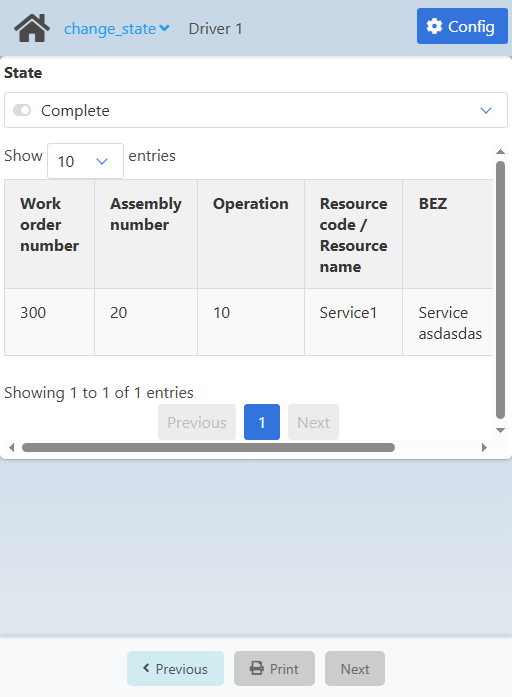 change_state Driver 1 Config
State
Complete
Show 10 entries
Work order number Assembly number Operation Resource code / Resource name BEZ
300 20 10 Service1 Service asdasdas
Showing 1 to 1 of 1 entries
Previous 1 Next
Previous Print Next